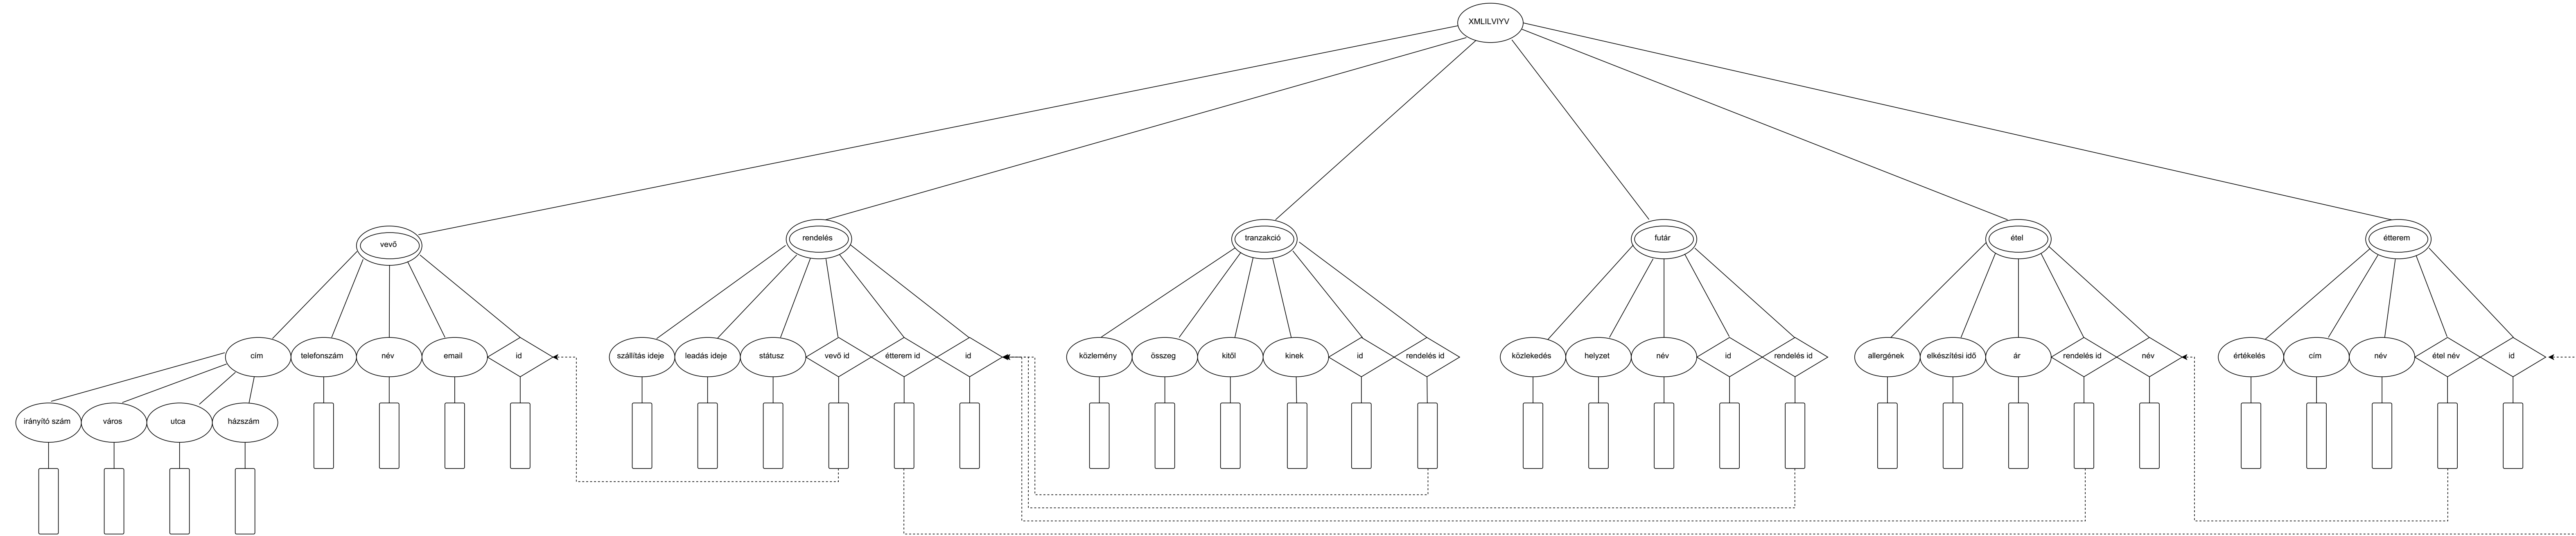 XMLILVIYV
vevő
rendelés
tranzakció
futár
étel
étterem
cím
telefonszám
név
email
id
szállítás ideje
leadás ideje
státusz
vevő id
étterem id
id
közlemény
összeg
kitől
kinek
id
rendelés id
közlekedés
helyzet
név
id
rendelés id
allergének
elkészítési idő
ár
rendelés id
név
értékelés
cím
név
étel név
id
irányító szám
város
utca
házszám